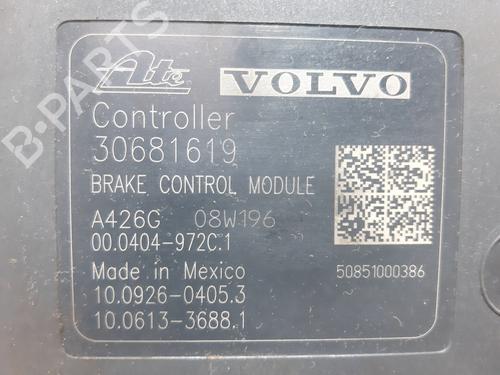 Ate VOLVO
Controller
30681619
BRAKE CONTROL MODULE
A426G 08W196
00.0404-972C.1
Made in Mexico 50851000386
10.0926-0405.3
10.0613-3688.1
B-PARTS